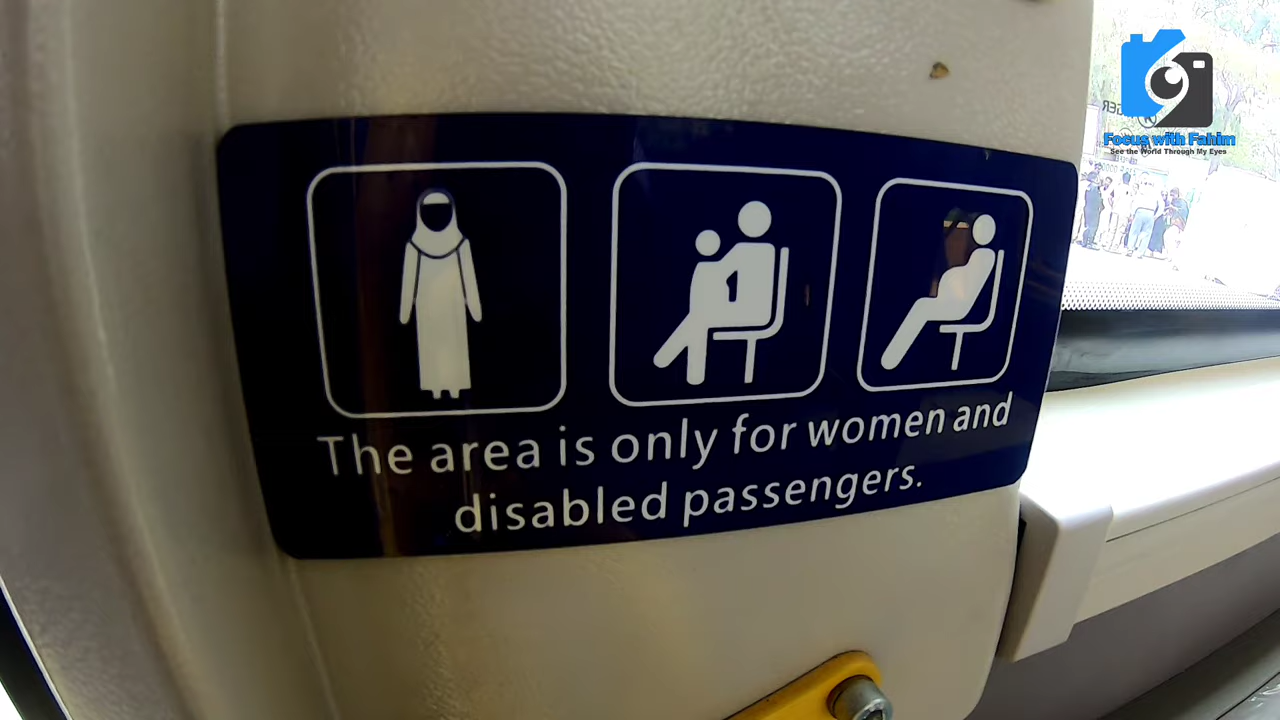 Focus with Fahim
See the World Through My Eyes
The area is only for women and
disabled passengers.